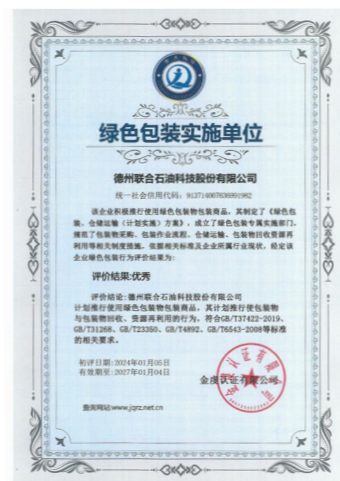 绿色包装实施单位
德州联合石油科技股份有限公司
统一社会信用代码：913714007636991982
该企业积极推行使用绿色包装物包装商品，其制定了《绿色包
装、仓储运输（计划实施）方案》，成立了绿色包装专属实施部门，
规范了包装物采购、包装作业流程、仓储运输、包装物回收资源再
利用等相关制度措施。依据相关标准及企业所属行业现状，经定该
企业绿色包装行为评价结果为：
评价结果:优秀
评价结论:德州联合石油科技股份有限公司
计划推行使用绿色包装物包装商品，其计划推行使包装物
与包装物回收、资源再利用的行为，符合GB/T37422-2019、
GB/T31268、GB/T23350、GB/T4892、GB/T6543-2008等标准
的相关要求。
初评日期:2024年01月05日
有效期至:2027年01月04日
金虔认证有限公司
查询网站:www.jqrz.net.cn